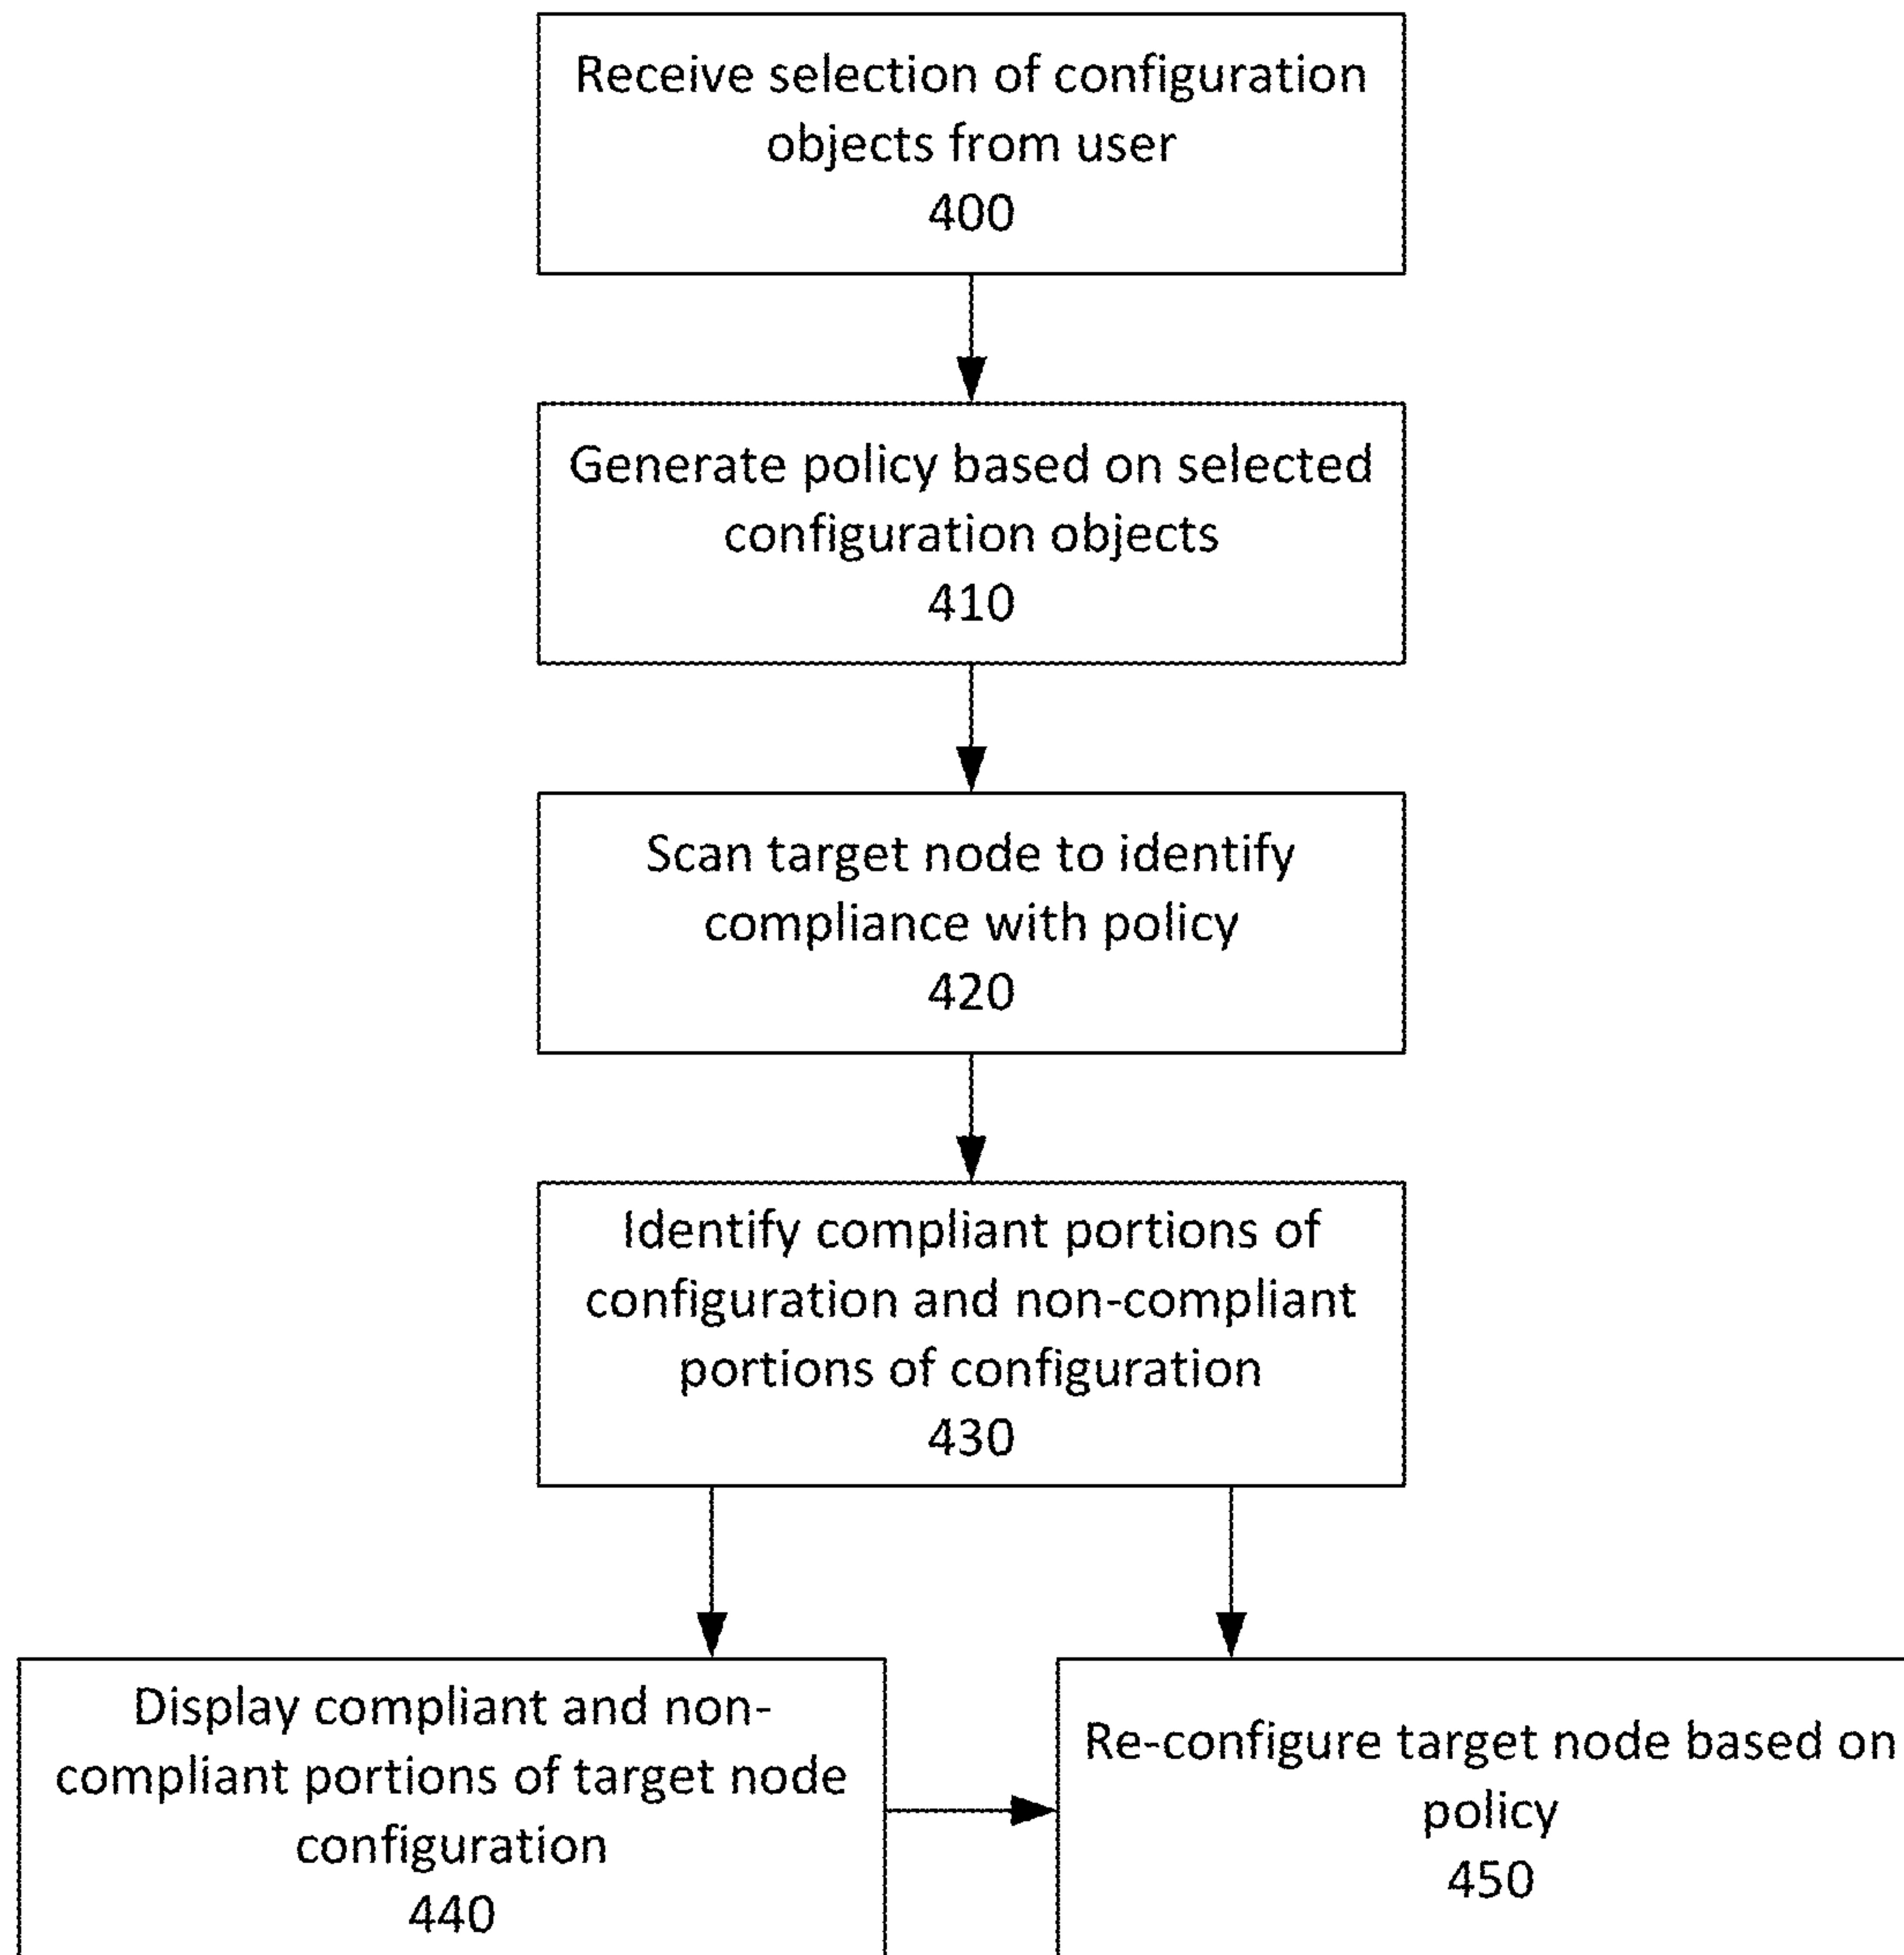 Receive selection of configuration
objects from user
400
Generate policy based on selected
configuration objects
410
Scan target node to identify
compliance with policy
420
Identify compliant portions of
configuration and non-compliant
portions of configuration
430
Display compliant and non-
compliant portions of target node
configuration
440
Re-configure target node based on
policy
450